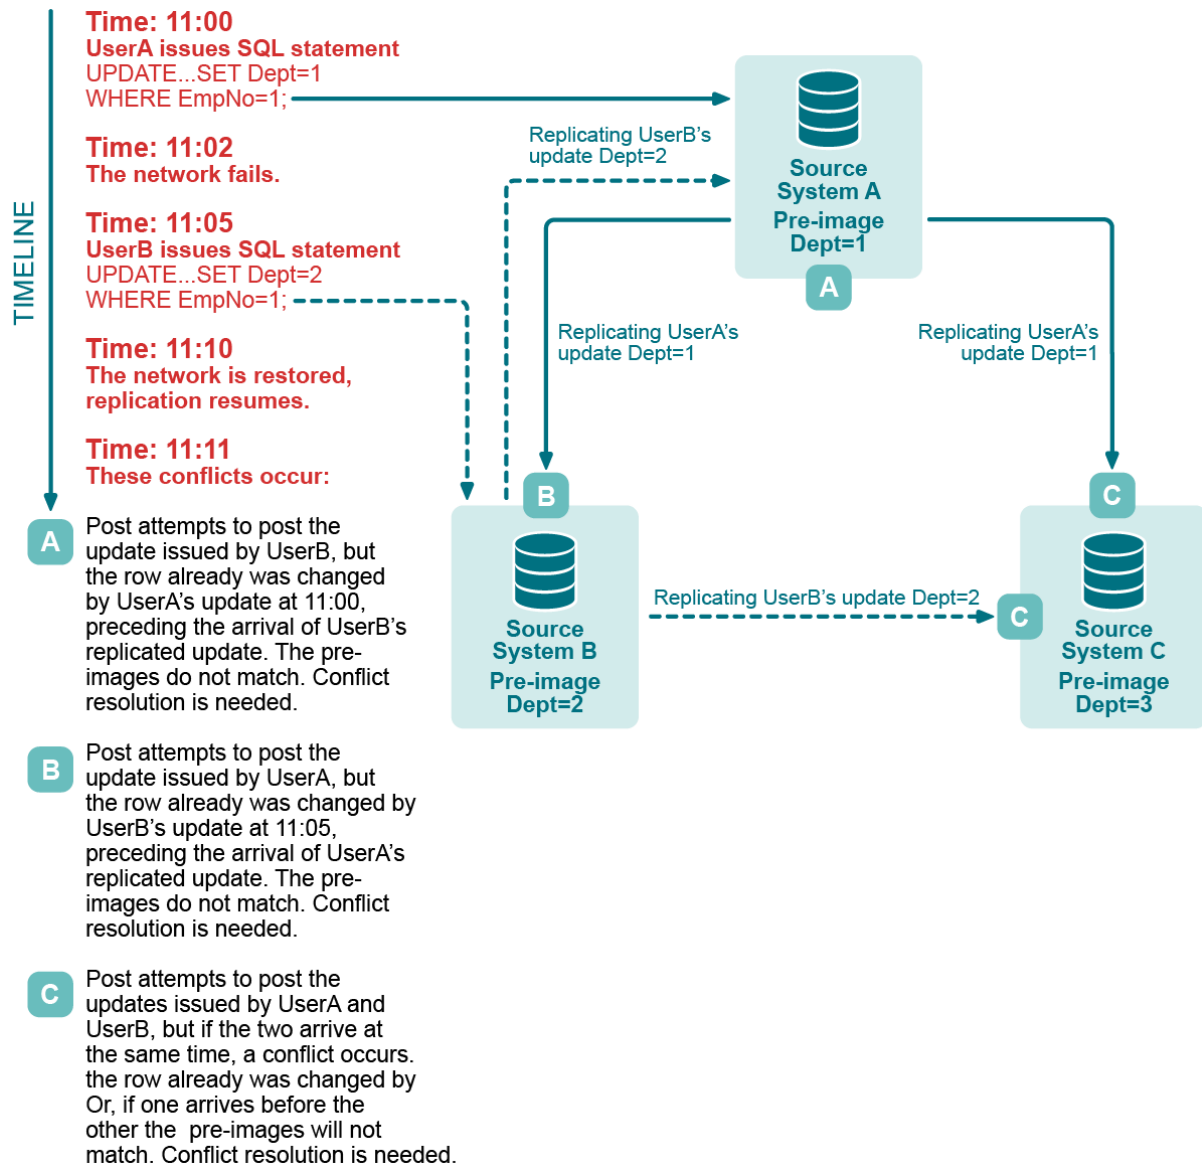 TIMELINE
Time: 11:00
UserA issues SQL statement
UPDATE...SET Dept=1
WHERE EmpNo=1;
Time: 11:02
The network fails.
Time: 11:05
UserB issues SQL statement
UPDATE...SET Dept=2
WHERE EmpNo=1;
Time: 11:10
The network is restored,
replication resumes.
Time: 11:11
These conflicts occur:
A
Post attempts to post the
update issued by UserB, but
the row already was changed
by UserA's update at 11:00,
preceding the arrival of UserB's
replicated update. The pre-
images do not match. Conflict
resolution is needed.
B
Post attempts to post the
update issued by UserA, but
the row already was changed by
UserB's update at 11:05,
preceding the arrival of UserA's
replicated update. The pre-
images do not match. Conflict
resolution is needed.
C
Post attempts to post the
updates issued by UserA and
UserB, but if the two arrive at
the same time, a conflict occurs.
the row already was changed by
Or, if one arrives before the
other the  pre-images will not
match. Conflict resolution is needed.
Replicating UserB's
update Dept=2
Source
System A
Pre-image
Dept=1
A
Replicating UserA's
update Dept=1
Replicating UserA's
update Dept=1
B
Source
System B
Pre-image
Dept=2
Replicating UserB's update Dept=2
C
C
Source
System C
Pre-image
Dept=3